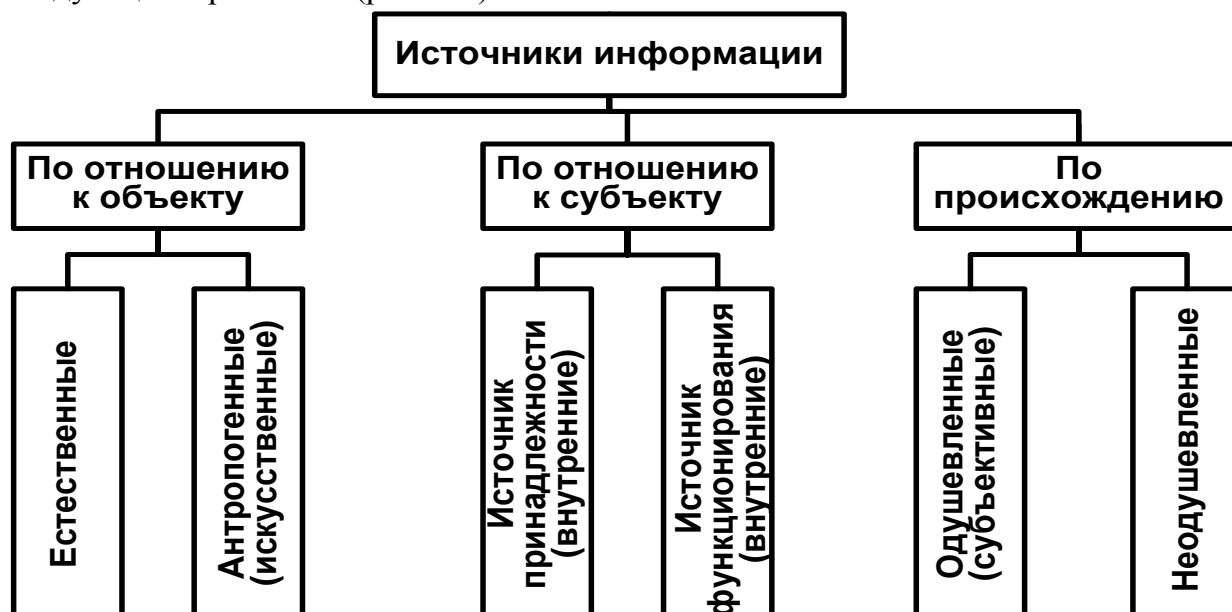 Источники информации
По отношению
к объекту
По отношению
к субъекту
По
происхождению
Естественные
Антропогенные
(искусственные)
Источник
принадлежности
(внутренние)
Источник
функционирования
(внутренние)
Одушевленные
(субъективные)
Неодушевленные